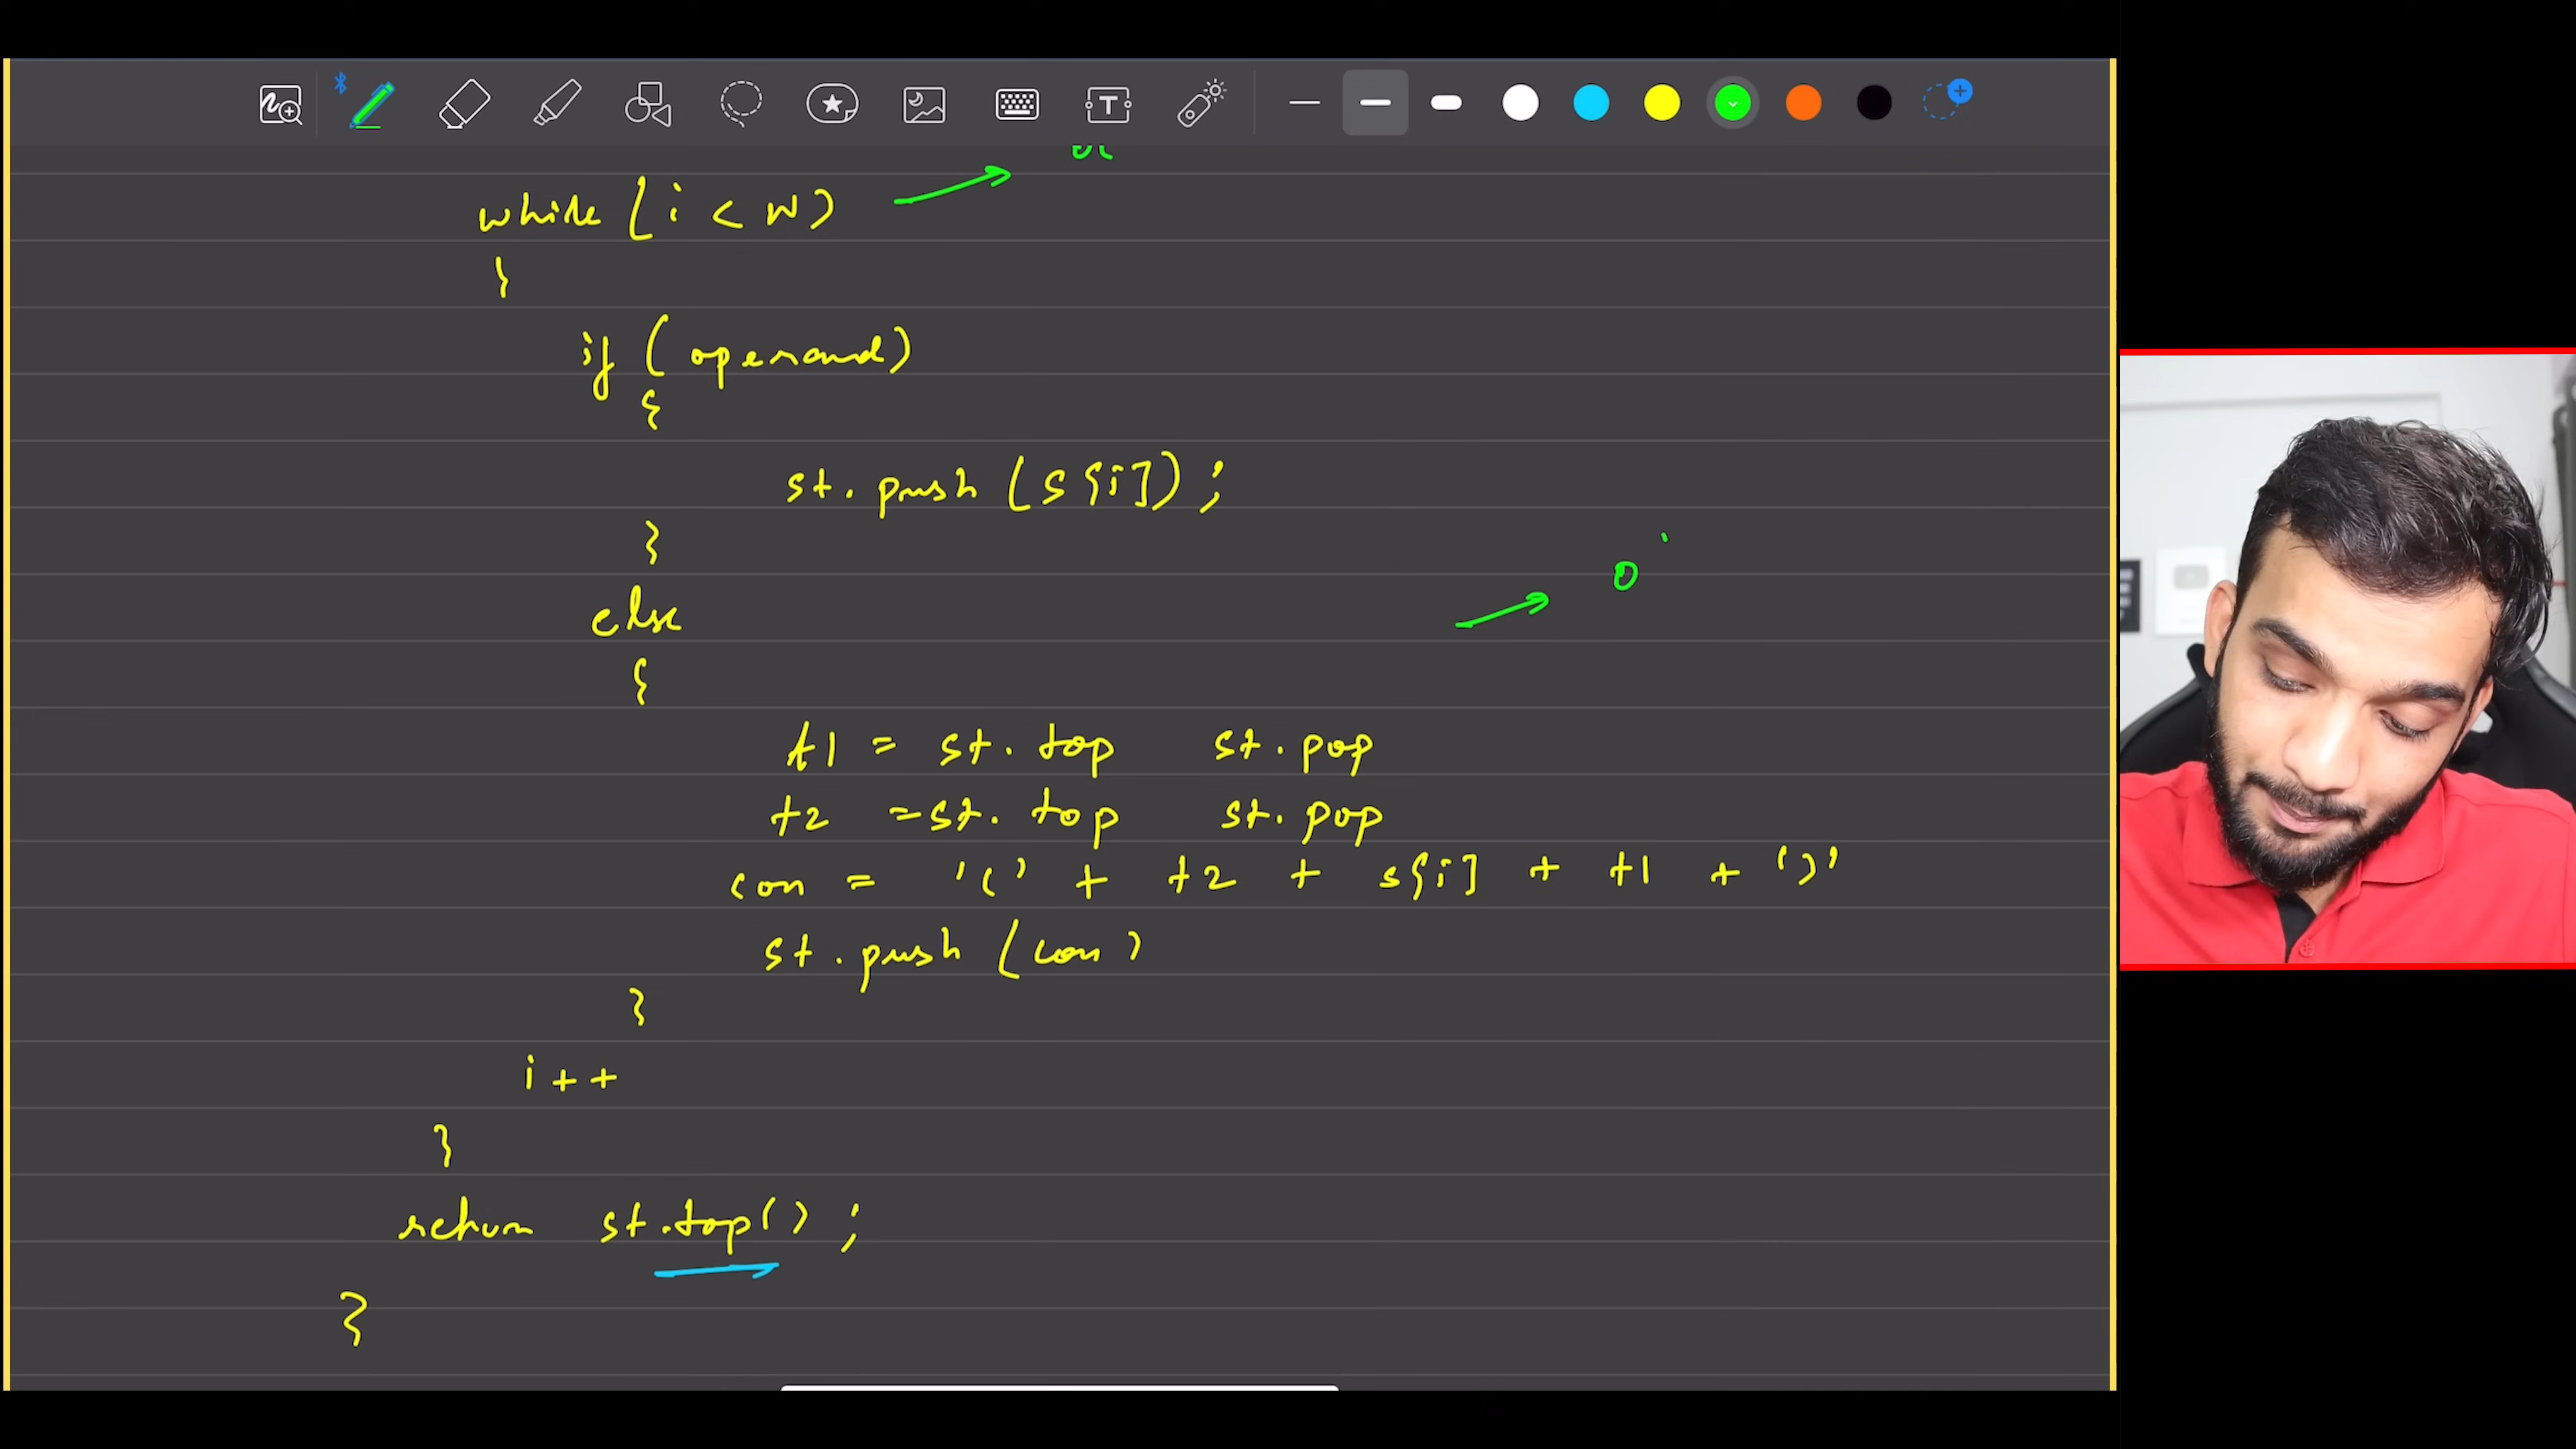 while (i < N)
{
if (operand)
{
st.push(s[i]);
}
else
{
t1 = st.top st.pop
t2 = st.top st.pop
con = '(' + t2 + s[i] + t1 + ')'
st.push(con)
}
i++
}
return st.top();
}